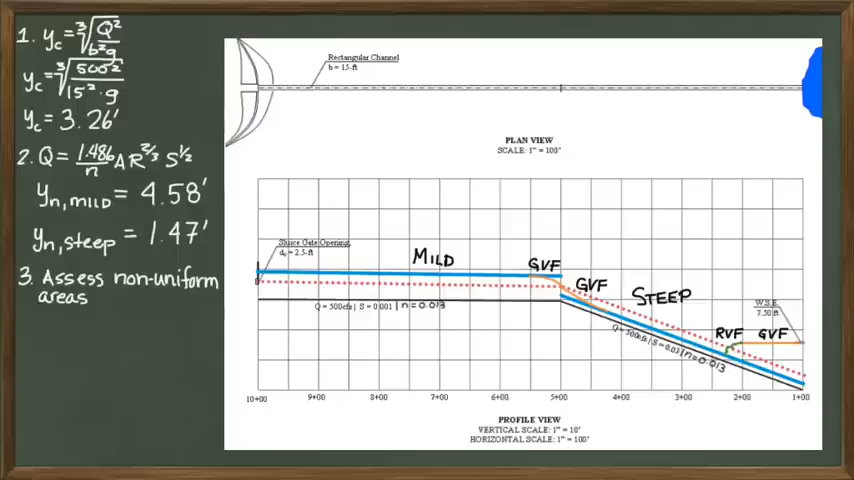 1. yc = ∛(Q²/b²g)
yc = ∛(500²/15²·g)
yc = 3.26'
2. Q = 1.486/n AR^2/3 S^1/2
yn,MILD = 4.58'
yn,steep = 1.47'
3. Assess non-uniform
areas
Rectangular Channel
b = 15-ft
PLAN VIEW
SCALE: 1" = 100'
Sluice Gate Opening
d₀ = 2.5-ft
MILD
GVF
GVF
STEEP
W.S.E.
7.50 ft
RVF
GVF
Q = 500cfs | S = 0.001 | n = 0.013
Q = 500cfs | S = 0.03 | n = 0.013
10+00 9+00 8+00 7+00 6+00 5+00 4+00 3+00 2+00 1+00
PROFILE VIEW
VERTICAL SCALE: 1" = 10'
HORIZONTAL SCALE: 1" = 100'